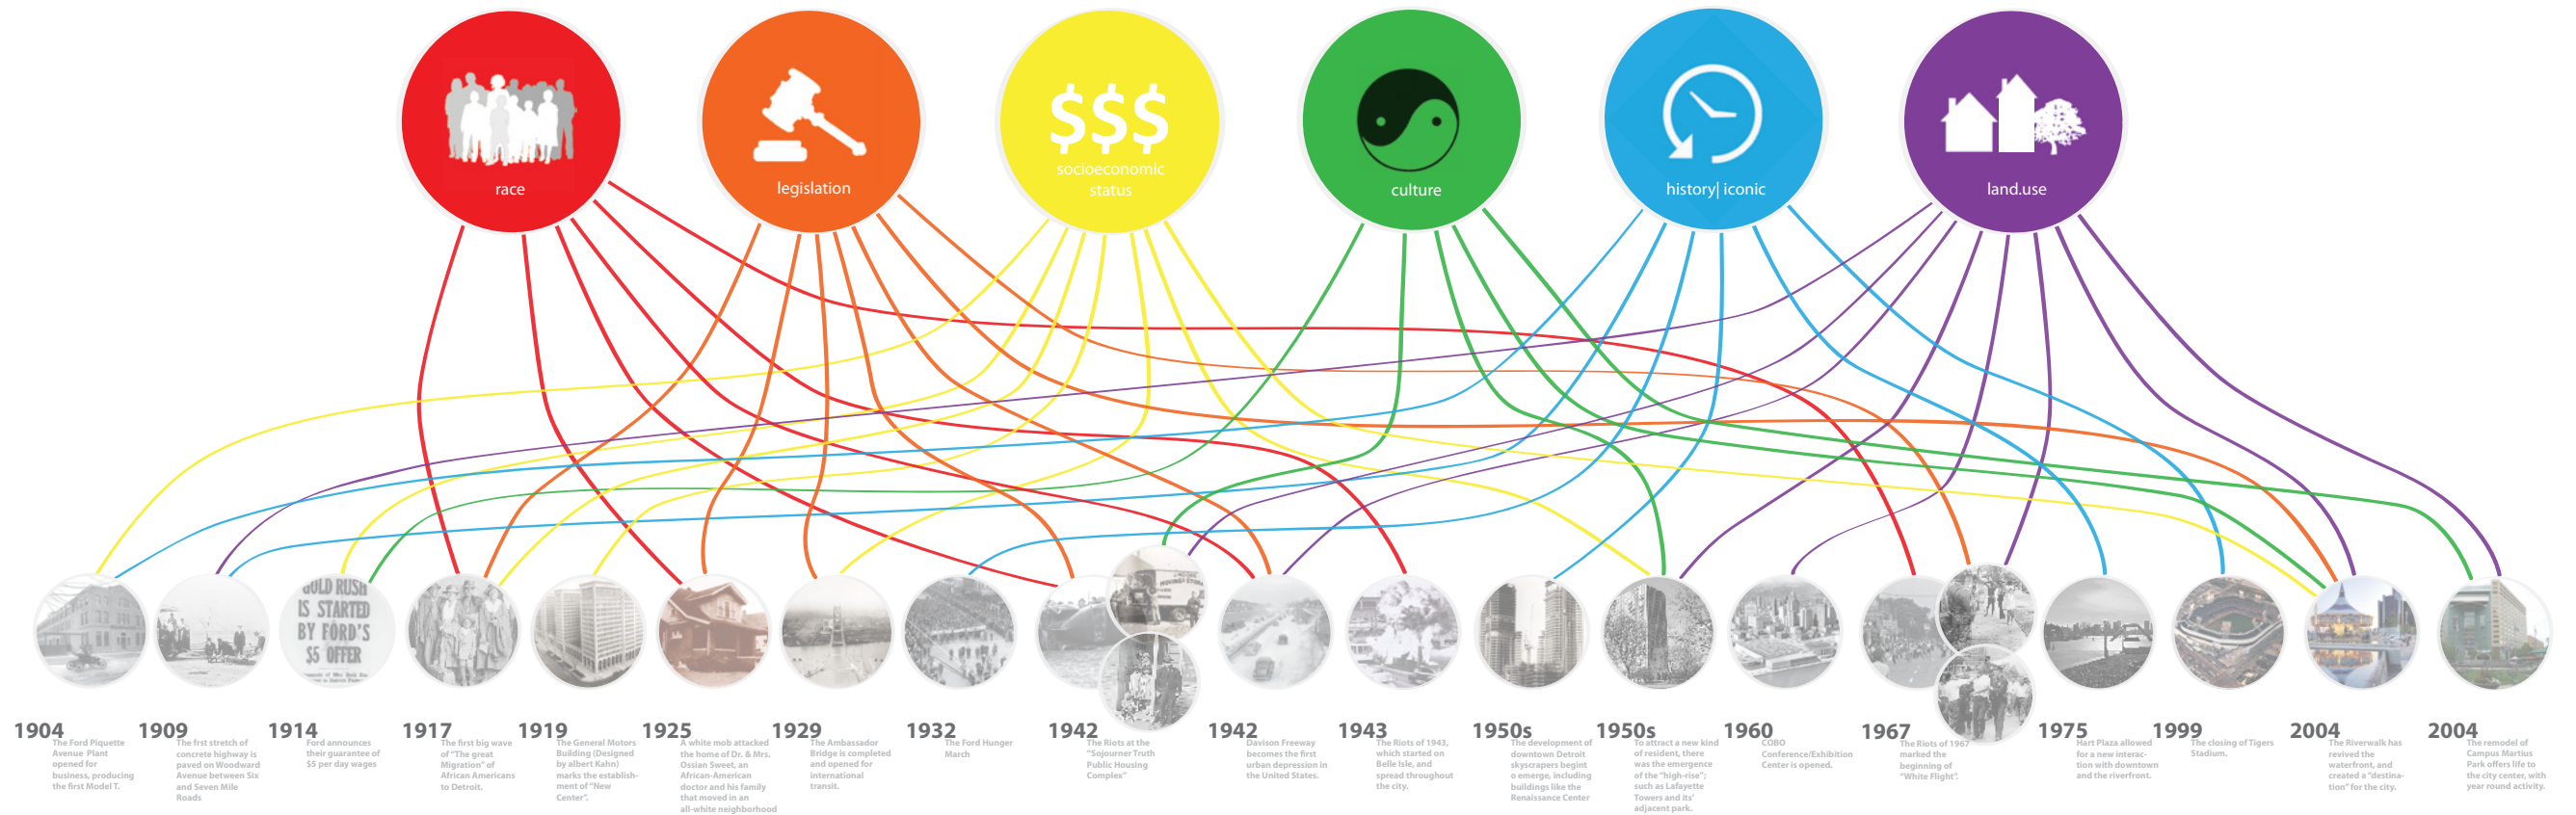 race
legislation
$$$
socioeconomic
status
culture
history| iconic
land.use
GOLD RUSH
IS STARTED
BY FORD'S
$5 OFFER
1904
The Ford Piquette
Avenue Plant
opened for
business, producing
the first Model T.
1909
The frst stretch of
concrete highway is
paved on Woodward
Avenue between Six
and Seven Mile
Roads
1914
Ford announces
their guarantee of
$5 per day wages
1917
The first big wave
of "The great
Migration" of
African Americans
to Detroit.
1919
The General Motors
Building (Designed
by albert Kahn)
marks the establish-
ment of "New
Center".
1925
A white mob attacked
the home of Dr. & Mrs.
Ossian Sweet, an
African-American
doctor and his family
that moved in an
all-white neighborhood
1929
The Ambassador
Bridge is completed
and opened for
international
transit.
1932
The Ford Hunger
March
1942
The Riots at the
"Sojourner Truth
Public Housing
Complex"
1942
Davison Freeway
becomes the first
urban depression in
the United States.
1943
The Riots of 1943,
which started on
Belle Isle, and
spread throughout
the city.
1950s
The development of
downtown Detroit
skyscrapers begint
o emerge, including
buildings like the
Renaissance Center
1950s
To attract a new kind
of resident, there
was the emergence
of the "high-rise";
such as Lafayette
Towers and its'
adjacent park.
1960
COBO
Conference/Exhibition
Center is opened.
1967
The Riots of 1967
marked the
beginning of
"White Flight".
1975
Hart Plaza allowed
for a new interac-
tion with downtown
and the riverfront.
1999
The closing of Tigers
Stadium.
2004
The Riverwalk has
revived the
waterfront, and
created a "destina-
tion" for the city.
2004
The remodel of
Campus Martius
Park offers life to
the city center, with
year round activity.